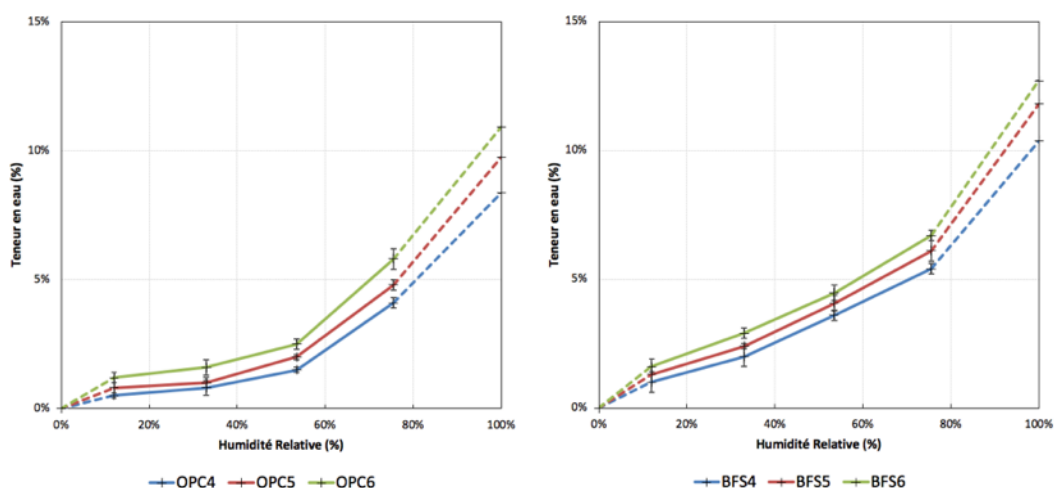 15%
10%
5%
0%
Teneur en eau (%)
0% 20% 40% 60% 80% 100%
Humidité Relative (%)
OPC4 OPC5 OPC6
15%
10%
5%
0%
Teneur en eau (%)
0% 20% 40% 60% 80% 100%
Humidité Relative (%)
BFS4 BFS5 BFS6